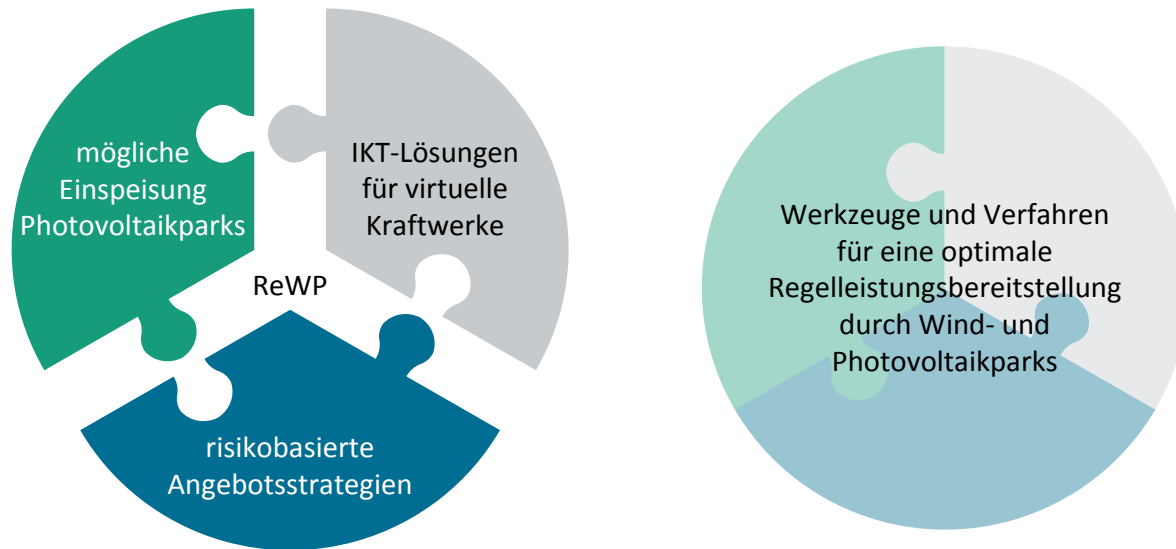 mögliche
Einspeisung
Photovoltaikparks
IKT-Lösungen
für virtuelle
Kraftwerke
ReWP
risikobasierte
Angebotsstrategien
Werkzeuge und Verfahren
für eine optimale
Regelleistungsbereitstellung
durch Wind- und
Photovoltaikparks